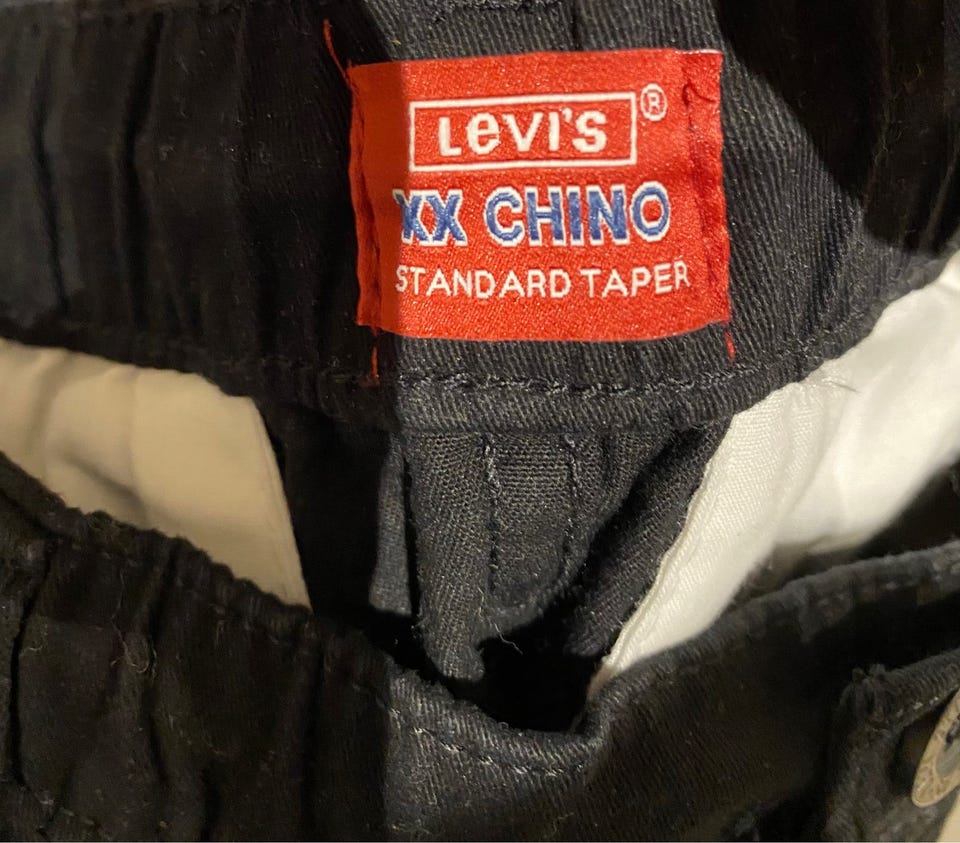 Levi's®
XX CHINO
STANDARD TAPER